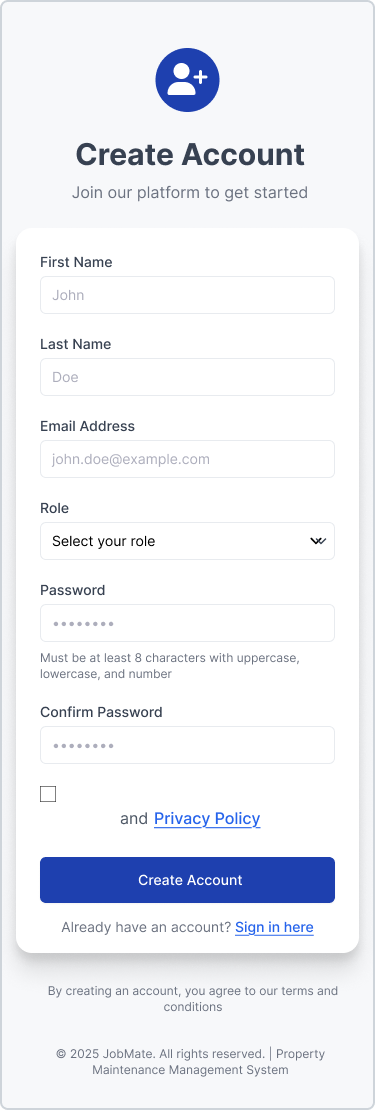 Create Account
Join our platform to get started
First Name
John
Last Name
Doe
Email Address
john.doe@example.com
Role
Select your role
Password
••••••••
Must be at least 8 characters with uppercase,
lowercase, and number
Confirm Password
••••••••
and Privacy Policy
Create Account
Already have an account? Sign in here
By creating an account, you agree to our terms and
conditions
© 2025 JobMate. All rights reserved. | Property
Maintenance Management System